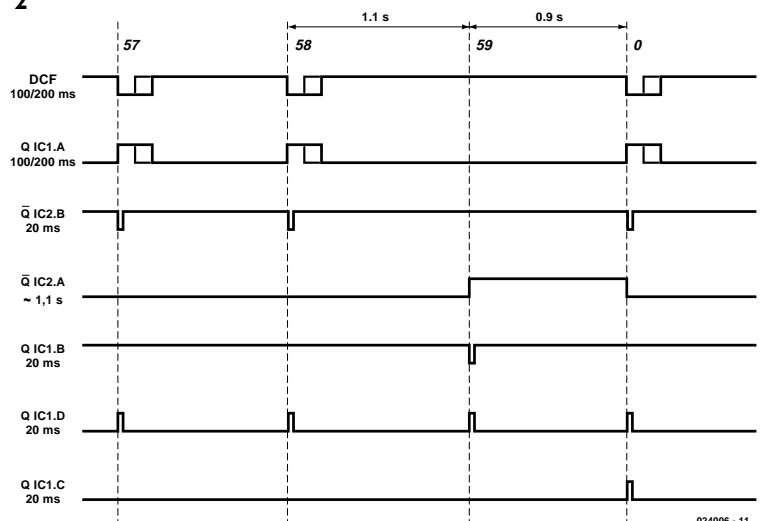 2
1.1 s 0.9 s
57 58 59 0
DCF
100/200 ms
Q IC1.A
100/200 ms
Q̅ IC2.B
20 ms
Q̅ IC2.A
~ 1,1 s
Q IC1.B
20 ms
Q IC1.D
20 ms
Q IC1.C
20 ms
024006 - 11